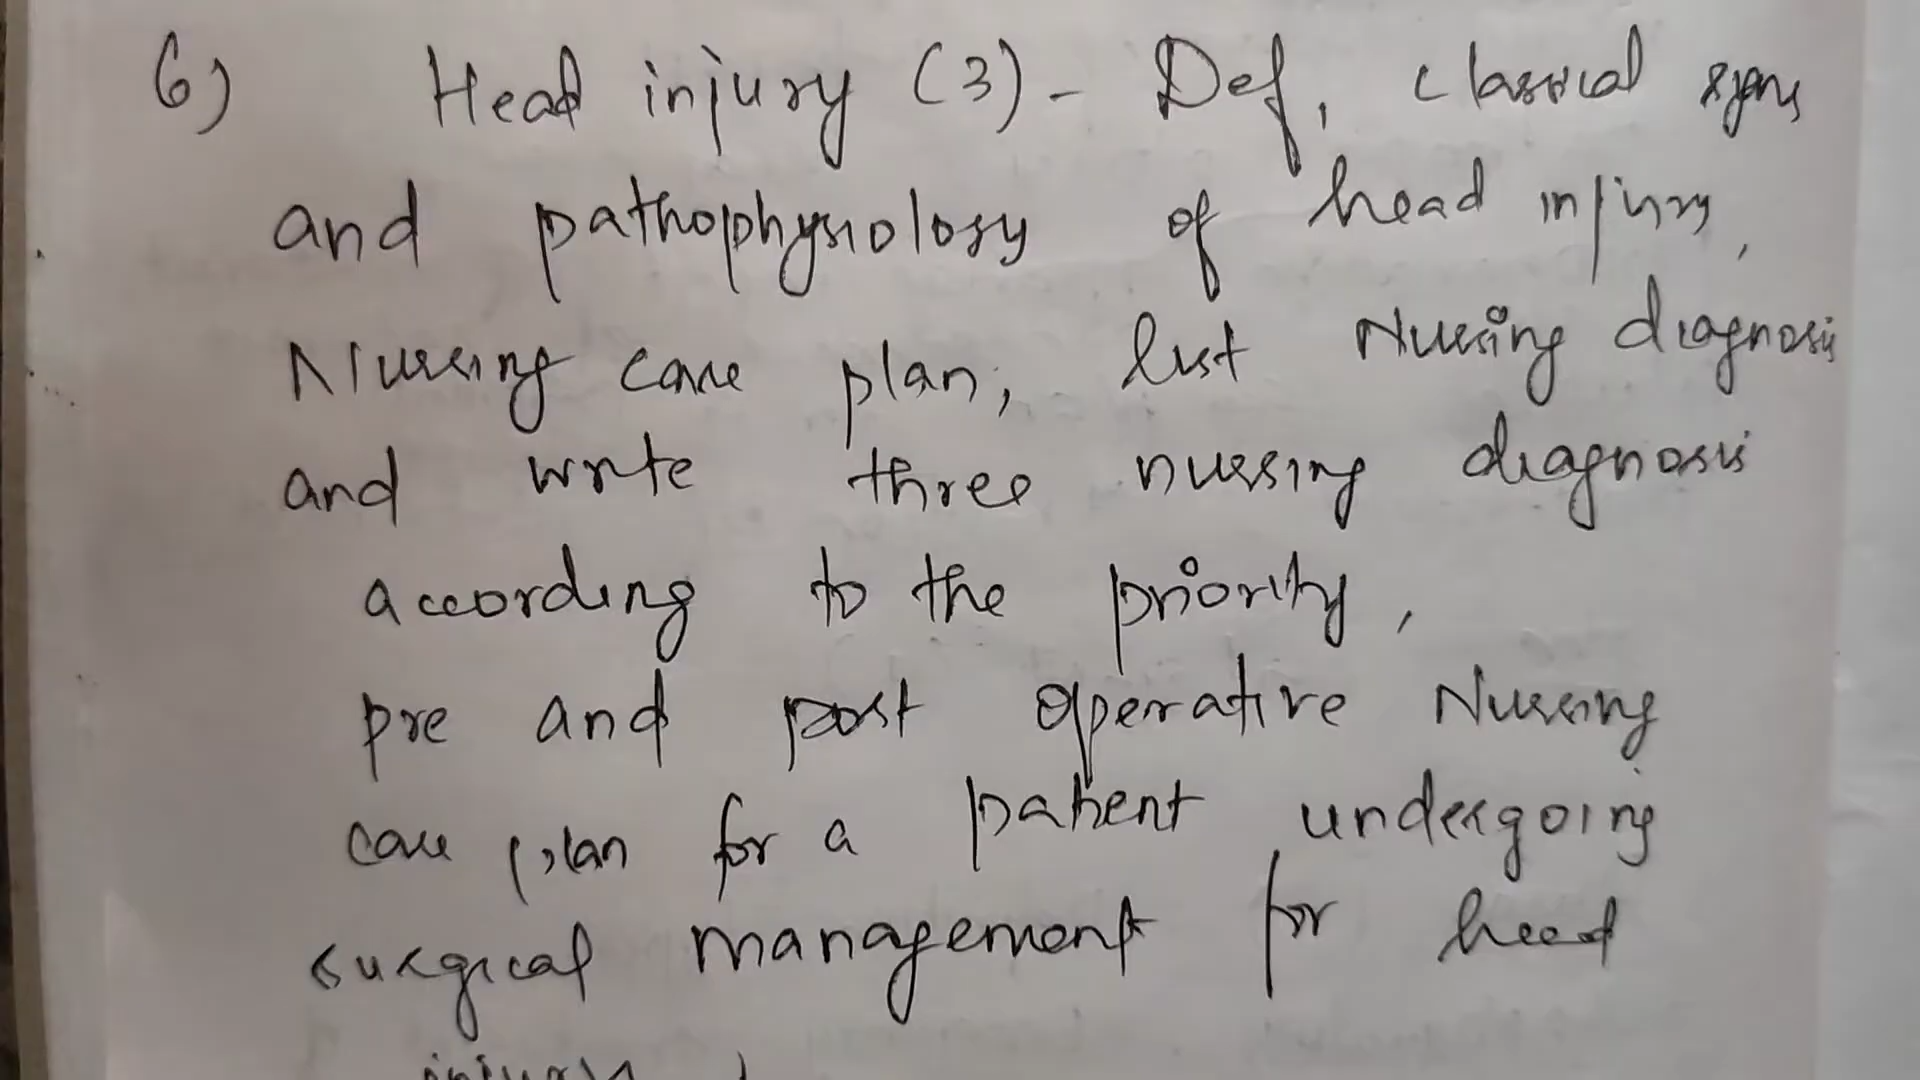 6) Head injury (3) - Def, classical signs
and pathophysiology of head injury,
Nursing care plan, list Nursing diagnosis
and write three nursing diagnosis
according to the priority,
pre and post operative Nursing
care plan for a patient undergoing
surgical management for head
injury